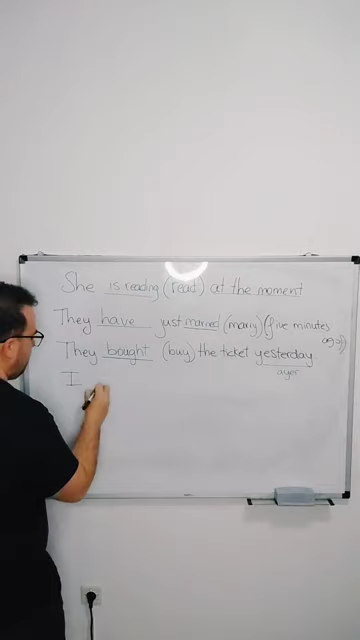 She is reading (read) at the moment
They have just married (marry) (five minutes ago))
They bought (buy) the ticket yesterday
ayer
I